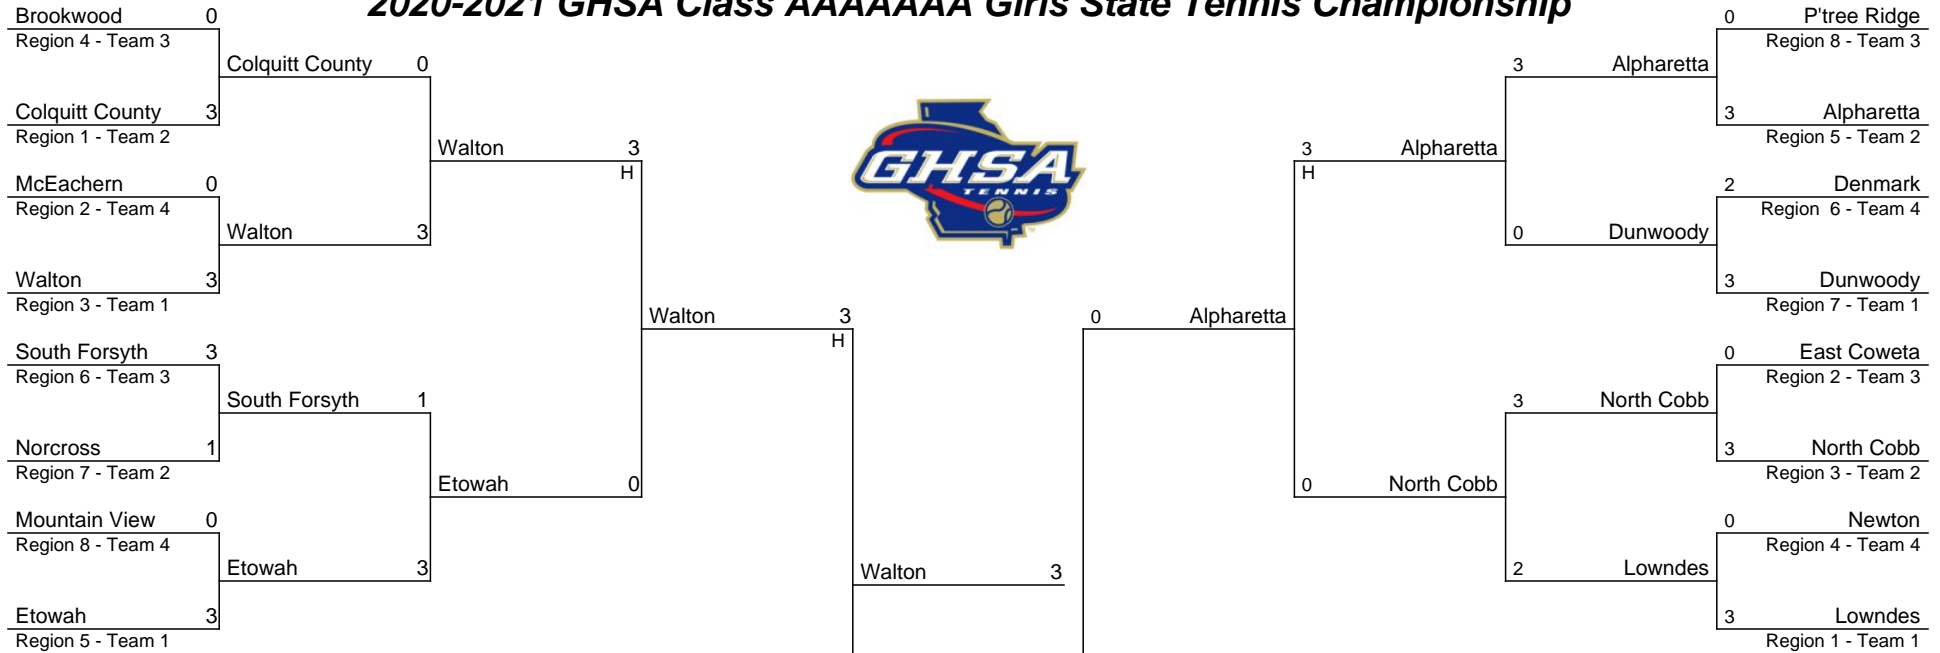 2020-2021 GHSA Class AAAAAAA Girls State Tennis Championship
Brookwood 0
Region 4 - Team 3
Colquitt County 0
Colquitt County 3
Region 1 - Team 2
Walton 3
H
McEachern 0
Region 2 - Team 4
Walton 3
Walton 3
Region 3 - Team 1
Walton 3
H
South Forsyth 3
Region 6 - Team 3
South Forsyth 1
Norcross 1
Region 7 - Team 2
Etowah 0
Mountain View 0
Region 8 - Team 4
Etowah 3
Etowah 3
Region 5 - Team 1
Walton 3
GHSA
TENNIS
0 P'tree Ridge
Region 8 - Team 3
3 Alpharetta
3 Alpharetta
Region 5 - Team 2
3 Alpharetta
H
2 Denmark
Region 6 - Team 4
0 Dunwoody
3 Dunwoody
Region 7 - Team 1
0 Alpharetta
0 East Coweta
Region 2 - Team 3
3 North Cobb
3 North Cobb
Region 3 - Team 2
0 North Cobb
0 Newton
Region 4 - Team 4
2 Lowndes
3 Lowndes
Region 1 - Team 1